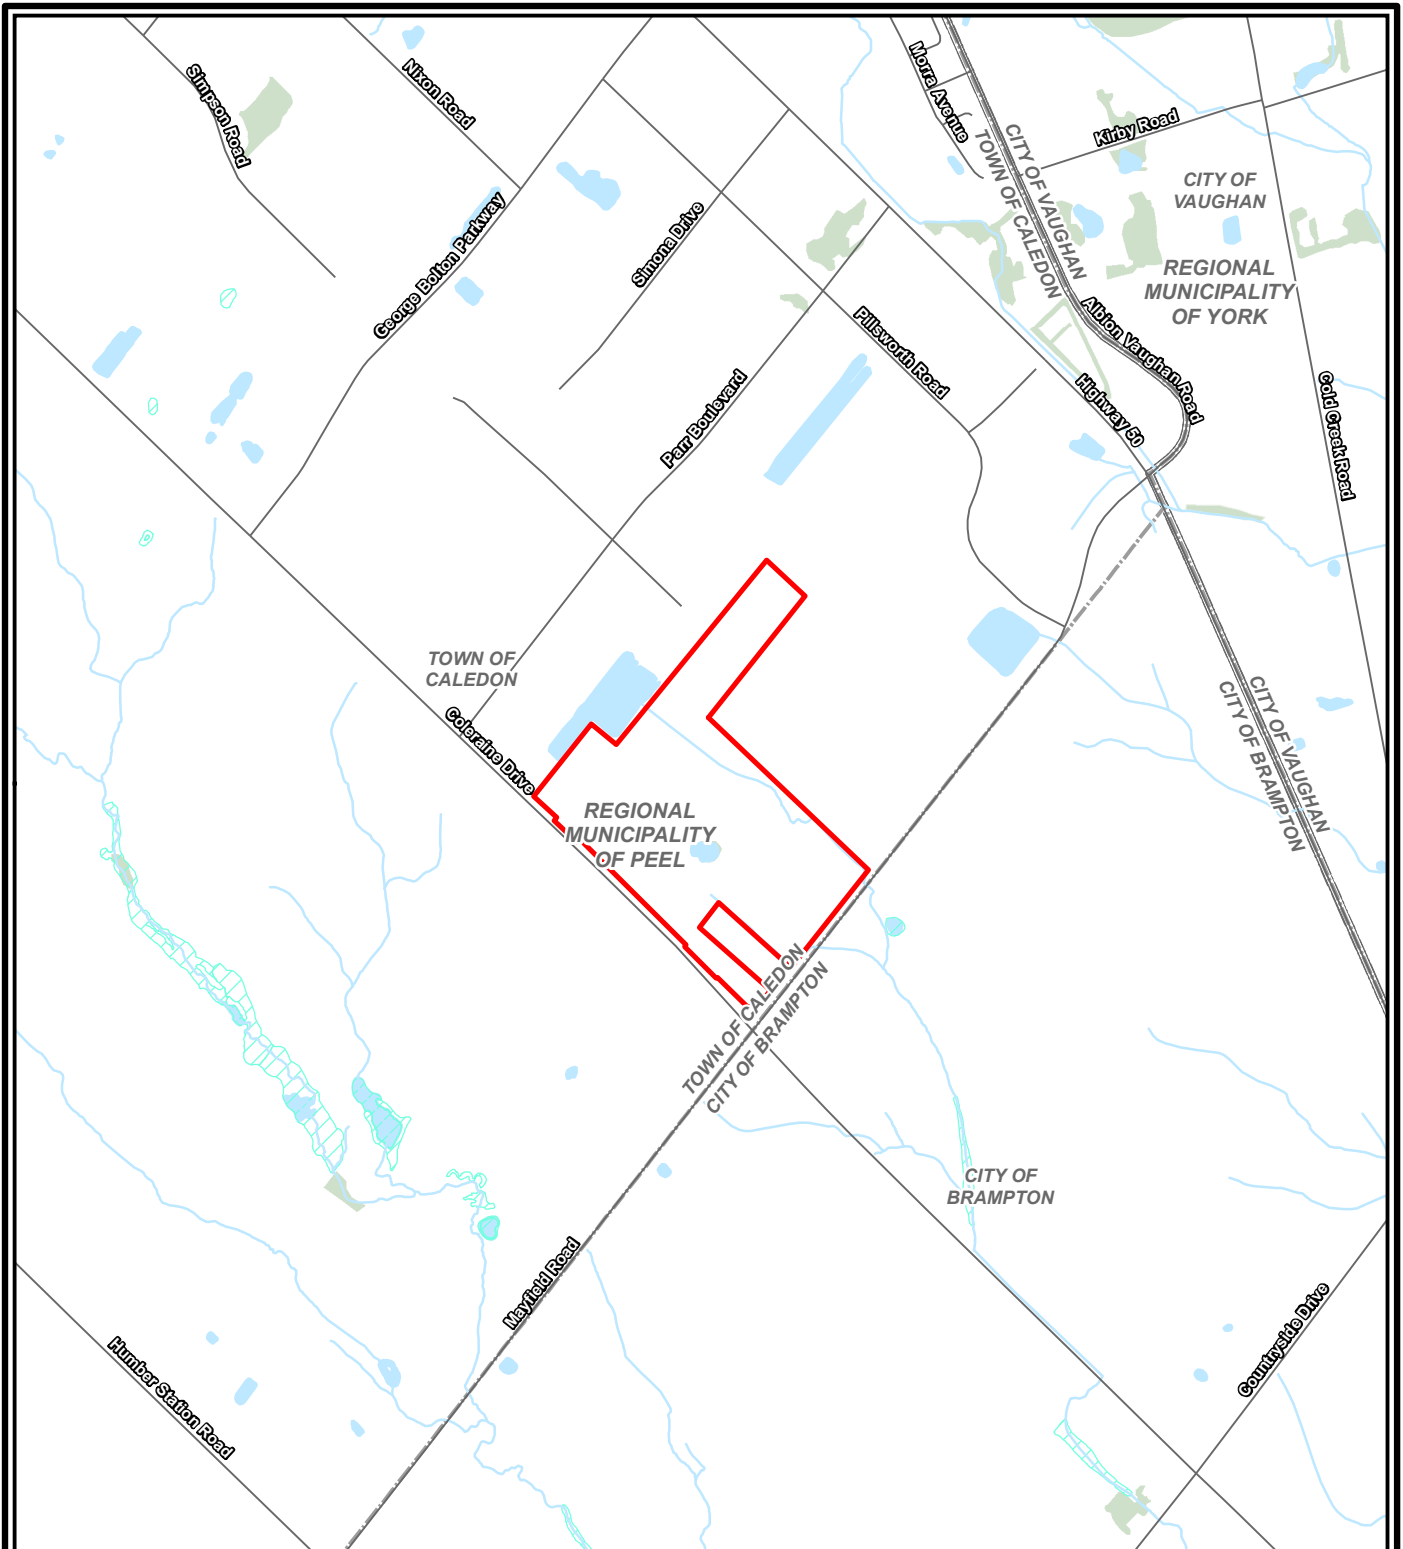 Simpson Road
Nixon Road
Morra Avenue
Kirby Road
CITY OF VAUGHAN
TOWN OF CALEDON
CITY OF
VAUGHAN
George Bolton Parkway
Simona Drive
REGIONAL
MUNICIPALITY
OF YORK
Pillsworth Road
Albion Vaughan Road
Highway 50
Cold Creek Road
Parr Boulevard
TOWN OF
CALEDON
Coleraine Drive
CITY OF VAUGHAN
CITY OF BRAMPTON
REGIONAL
MUNICIPALITY
OF PEEL
TOWN OF CALEDON
CITY OF BRAMPTON
CITY OF
BRAMPTON
Mayfield Road
Countryside Drive
Humber Station Road